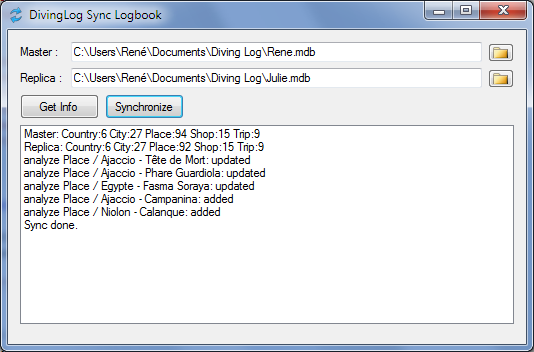 DivingLog Sync Logbook
Master : C:\Users\René\Documents\Diving Log\Rene.mdb
Replica : C:\Users\René\Documents\Diving Log\Julie.mdb
Get Info Synchronize
Master: Country:6 City:27 Place:94 Shop:15 Trip:9
Replica: Country:6 City:27 Place:92 Shop:15 Trip:9
analyze Place / Ajaccio - Tête de Mort: updated
analyze Place / Ajaccio - Phare Guardiola: updated
analyze Place / Egypte - Fasma Soraya: updated
analyze Place / Ajaccio - Campanina: added
analyze Place / Niolon - Calanque: added
Sync done.